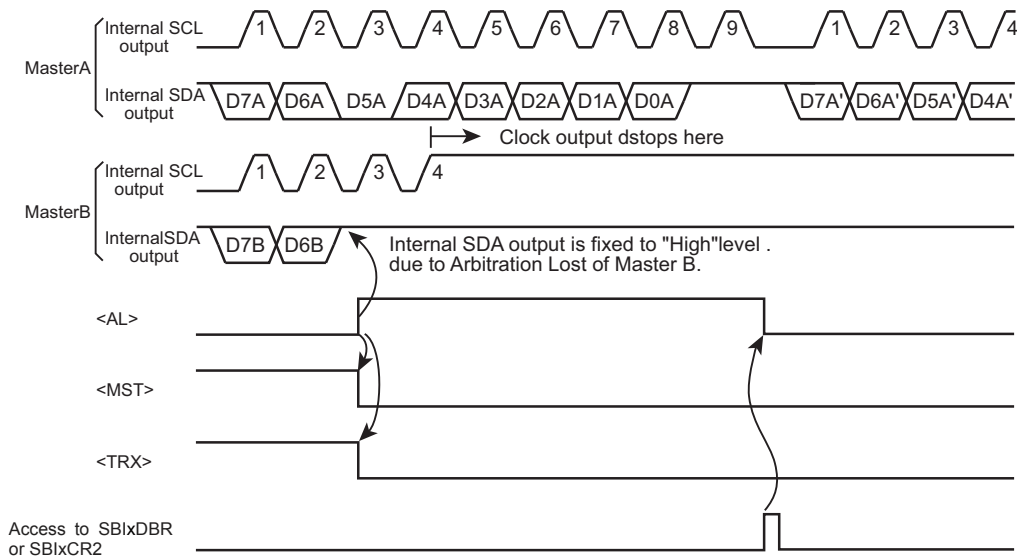 Internal SCL
output
1 2 3 4 5 6 7 8 9 1 2 3 4
MasterA
Internal SDA
output
D7A D6A D5A D4A D3A D2A D1A D0A D7A' D6A' D5A' D4A'
Clock output dstops here
Internal SCL
output
1 2 3 4
MasterB
InternalSDA
output
D7B D6B
Internal SDA output is fixed to "High"level .
due to Arbitration Lost of Master B.
<AL>
<MST>
<TRX>
Access to SBIxDBR
or SBIxCR2